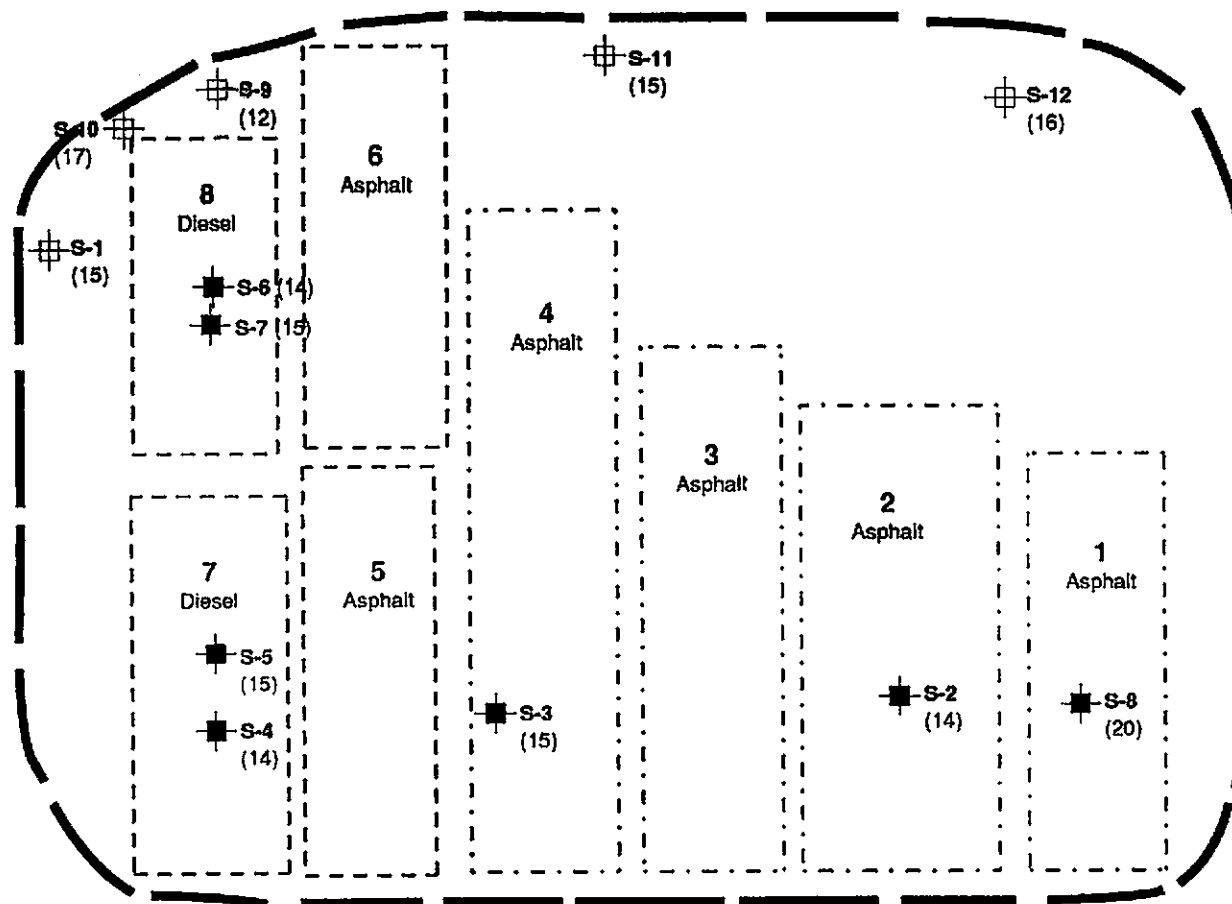 S-11
(15)
S-9
(12)
S-12
(16)
S-10
(17)
6
Asphalt
8
Diesel
S-1
(15)
S-6 (14)
S-7 (15)
4
Asphalt
3
Asphalt
2
Asphalt
1
Asphalt
7
Diesel
5
Asphalt
S-5
(15)
S-4
(14)
S-3
(15)
S-2
(14)
S-8
(20)